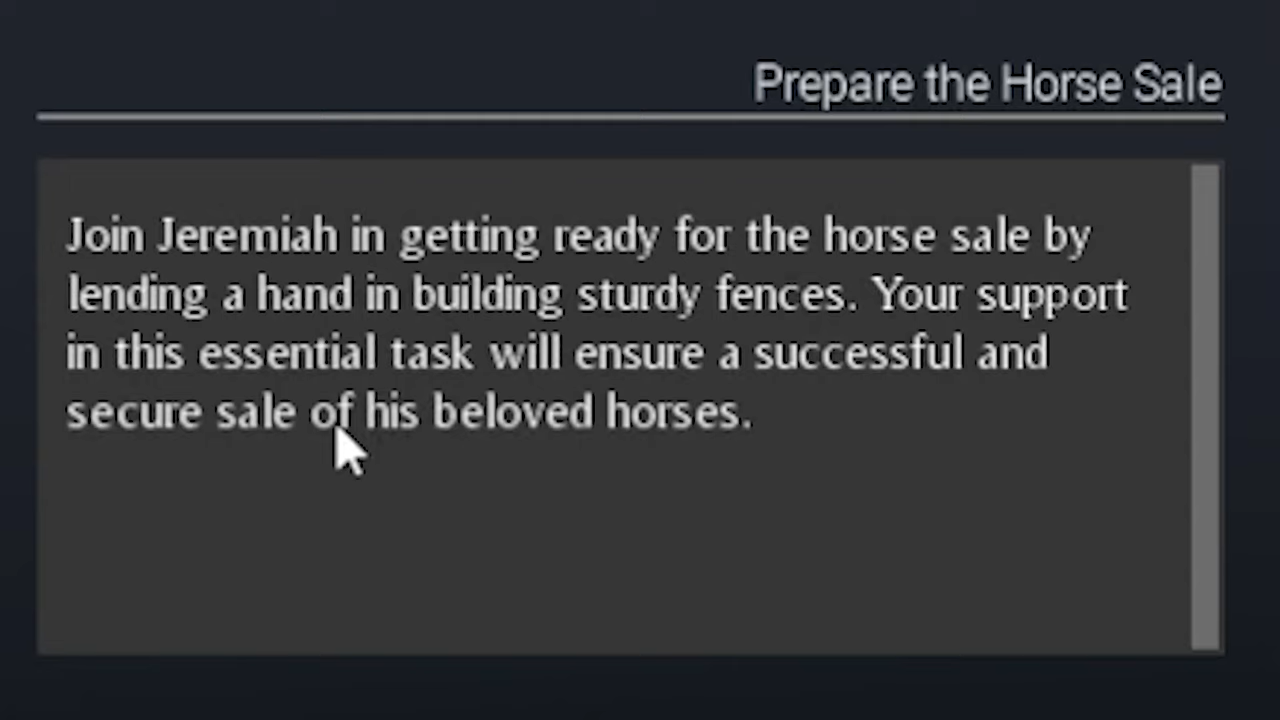 Prepare the Horse Sale
Join Jeremiah in getting ready for the horse sale by
lending a hand in building sturdy fences. Your support
in this essential task will ensure a successful and
secure sale of his beloved horses.